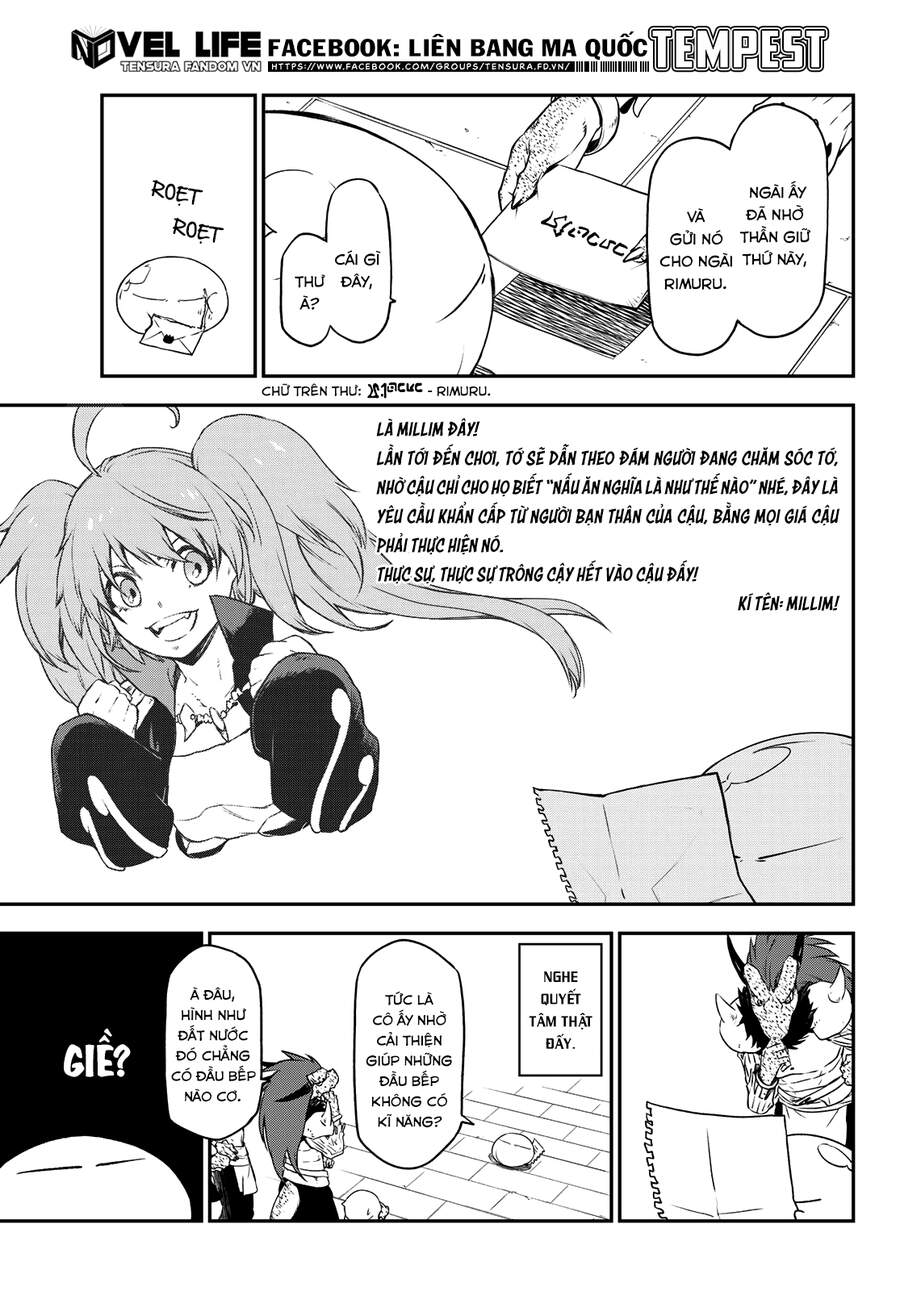 NOVEL LIFE
TENSURA FANDOM VN
FACEBOOK: LIÊN BANG MA QUỐC
HTTPS://WWW.FACEBOOK.COM/GROUPS/TENSURA.FD.VN/
TEMPEST
NGÀI ẤY
ĐÃ NHỜ
THẦN GIỮ
THỨ NÀY,
VÀ
GỬI NÓ
CHO NGÀI
RIMURU.
CÁI GÌ
ĐÂY,
THƯ
À?
ROẸT
ROẸT
CHỮ TRÊN THƯ: - RIMURU.
LÀ MILLIM ĐÂY!
LẦN TỚI ĐẾN CHƠI, TỚ SẼ DẪN THEO ĐÁM NGƯỜI ĐANG CHĂM SÓC TỚ,
NHỜ CẬU CHỈ CHO HỌ BIẾT “NẤU ĂN NGHĨA LÀ NHƯ THẾ NÀO” NHÉ, ĐÂY LÀ
YÊU CẦU KHẨN CẤP TỪ NGƯỜI BẠN THÂN CỦA CẬU, BẰNG MỌI GIÁ CẬU
PHẢI THỰC HIỆN NÓ.
THỰC SỰ, THỰC SỰ TRÔNG CẬY HẾT VÀO CẬU ĐẤY!
KÍ TÊN: MILLIM!
NGHE
QUYẾT
TÂM THẬT
ĐẤY.
TỨC LÀ
CÔ ẤY NHỜ
CẢI THIỆN
GIÚP NHỮNG
ĐẦU BẾP
KHÔNG CÓ
KĨ NĂNG?
À ĐÂU,
HÌNH NHƯ
ĐẤT NƯỚC
ĐÓ CHẲNG
CÓ ĐẦU BẾP
NÀO CƠ.
GIỀ?